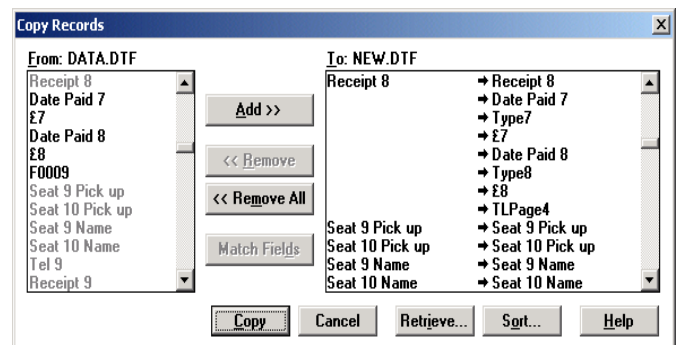 Copy Records
From: DATA.DTF
Receipt 8
Date Paid 7
£7
Date Paid 8
£8
F0009
Seat 9 Pick up
Seat 10 Pick up
Seat 9 Name
Seat 10 Name
Tel 9
Receipt 9
Add >>
<< Remove
<< Remove All
Match Fields
To: NEW.DTF
Receipt 8 ➔ Receipt 8
➔ Date Paid 7
➔ Type7
➔ £7
➔ Date Paid 8
➔ Type8
➔ £8
➔ TLPage4
Seat 9 Pick up ➔ Seat 9 Pick up
Seat 10 Pick up ➔ Seat 10 Pick up
Seat 9 Name ➔ Seat 9 Name
Seat 10 Name ➔ Seat 10 Name
Copy
Cancel
Retrieve...
Sort...
Help